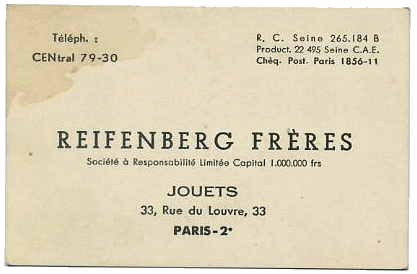 Téléph. :
CENtral 79-30
R. C. Seine 265.184 B
Product. 22 495 Seine C.A.E.
Chèq. Post. Paris 1856-11
REIFENBERG FRÈRES
Société à Responsabilité Limitée Capital 1.000.000 frs
JOUETS
33, Rue du Louvre, 33
PARIS-2e